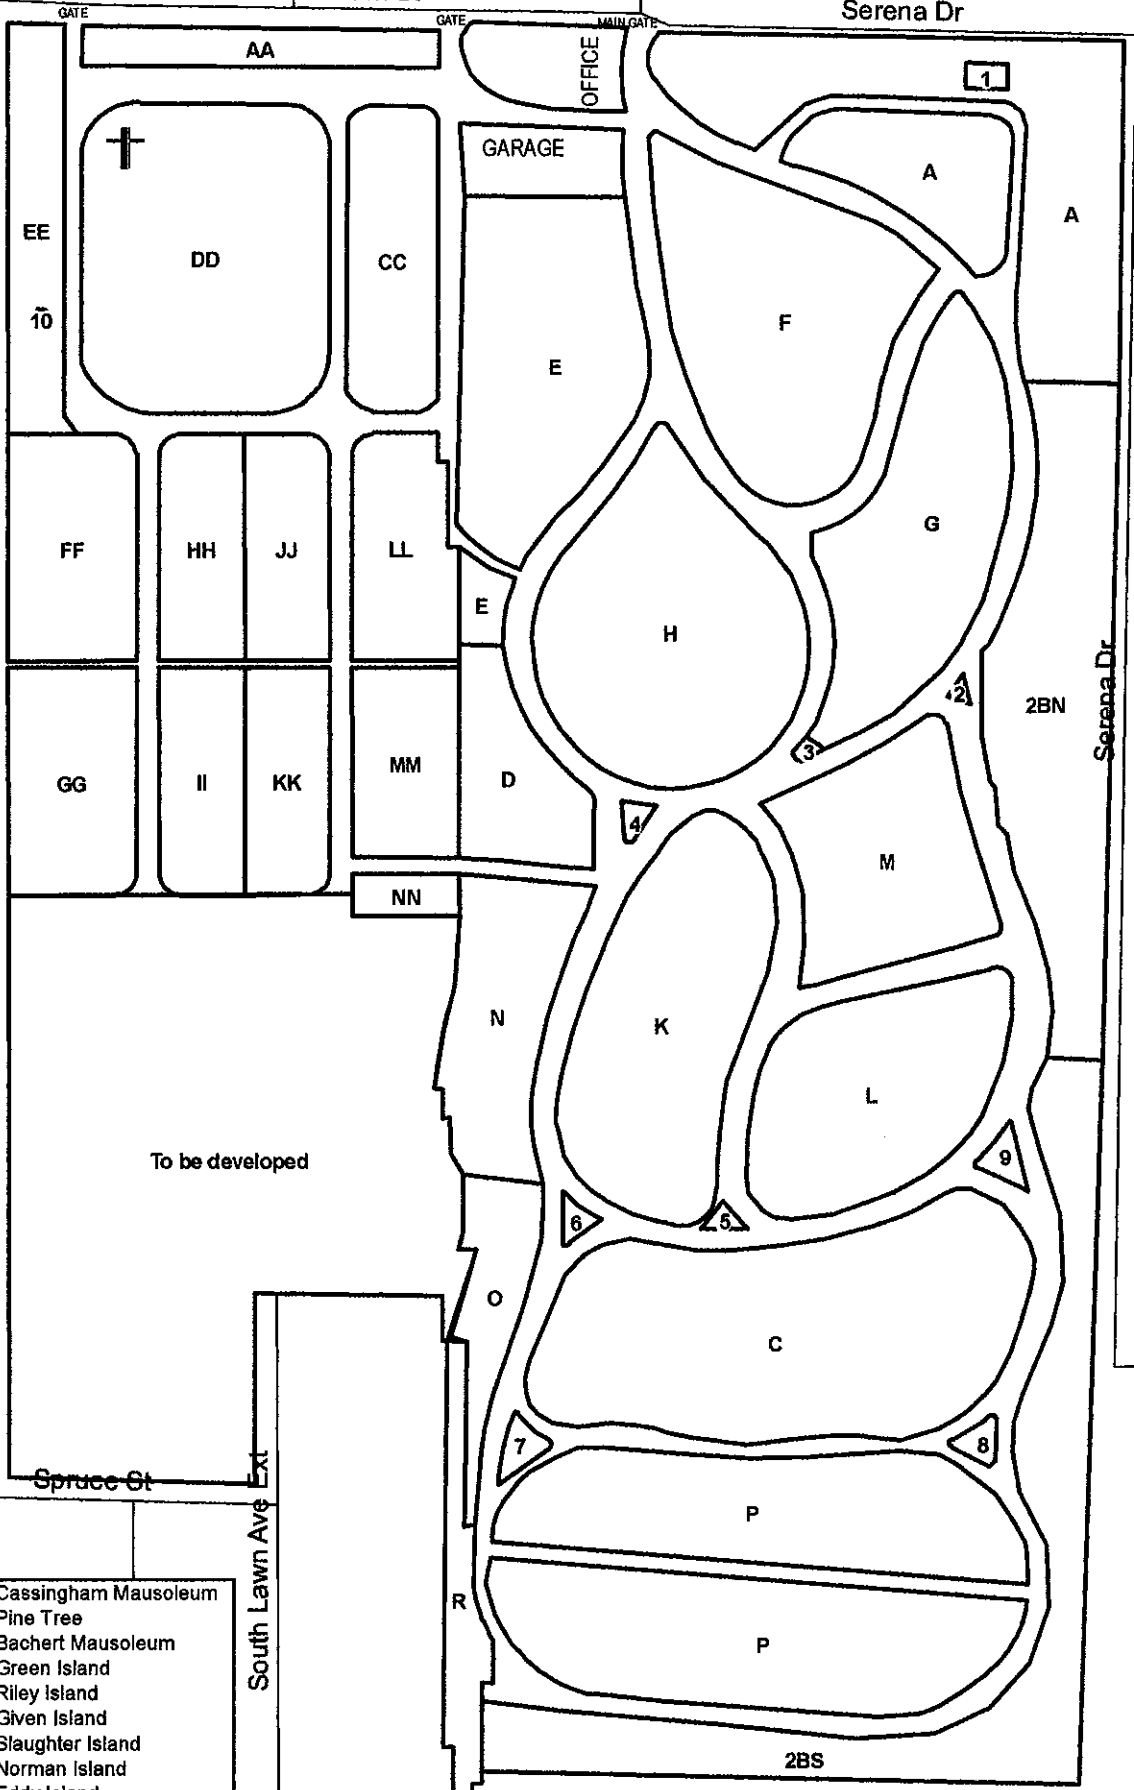 Serena Dr
GATE
GATE
MAIN GATE
AA
OFFICE
1
GARAGE
A
A
EE
DD
CC
10
F
E
G
FF
HH
JJ
LL
E
H
2
2BN
Serena Dr
3
GG
II
KK
MM
D
4
M
NN
N
K
L
To be developed
9
6
5
O
C
7
8
Spruce St
South Lawn Ave Ext
P
R
P
2BS
Cassingham Mausoleum
Pine Tree
Bachert Mausoleum
Green Island
Riley Island
Given Island
Slaughter Island
Norman Island